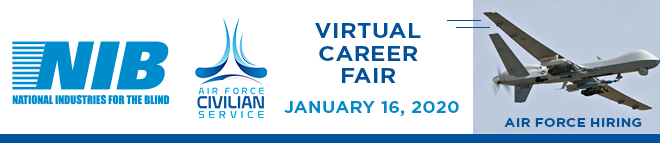 NIB
NATIONAL INDUSTRIES FOR THE BLIND
AIR FORCE
CIVILIAN
SERVICE
VIRTUAL
CAREER
FAIR
JANUARY 16, 2020
AIR FORCE HIRING